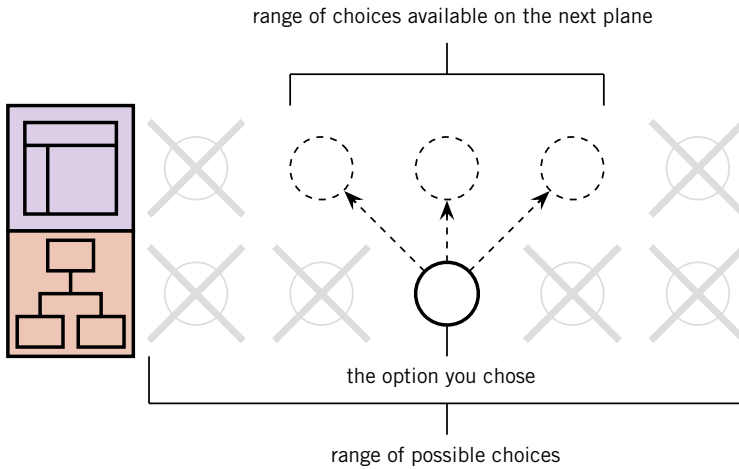 range of choices available on the next plane
the option you chose
range of possible choices